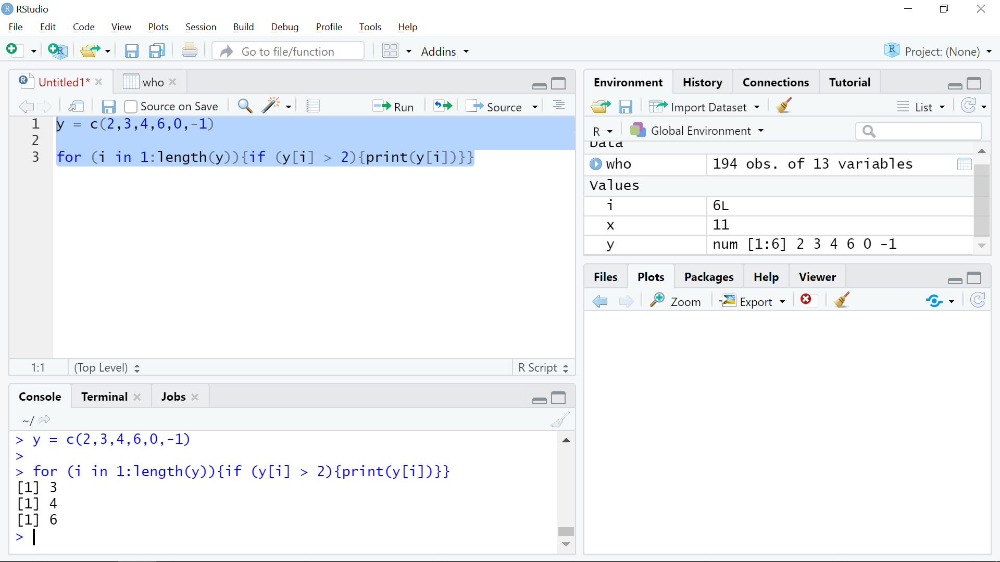 RStudio
File Edit Code View Plots Session Build Debug Profile Tools Help
Go to file/function Addins Project: (None)
Untitled1* who
Source on Save Run Source
1 y = c(2,3,4,6,0,-1)
2
3 for (i in 1:length(y)){if (y[i] > 2){print(y[i])}}
1:1 (Top Level) R Script
Console Terminal Jobs
~/
> y = c(2,3,4,6,0,-1)
>
> for (i in 1:length(y)){if (y[i] > 2){print(y[i])}}
[1] 3
[1] 4
[1] 6
>
Environment History Connections Tutorial
Import Dataset List
R Global Environment
Data
who 194 obs. of 13 variables
Values
i 6L
x 11
y num [1:6] 2 3 4 6 0 -1
Files Plots Packages Help Viewer
Zoom Export